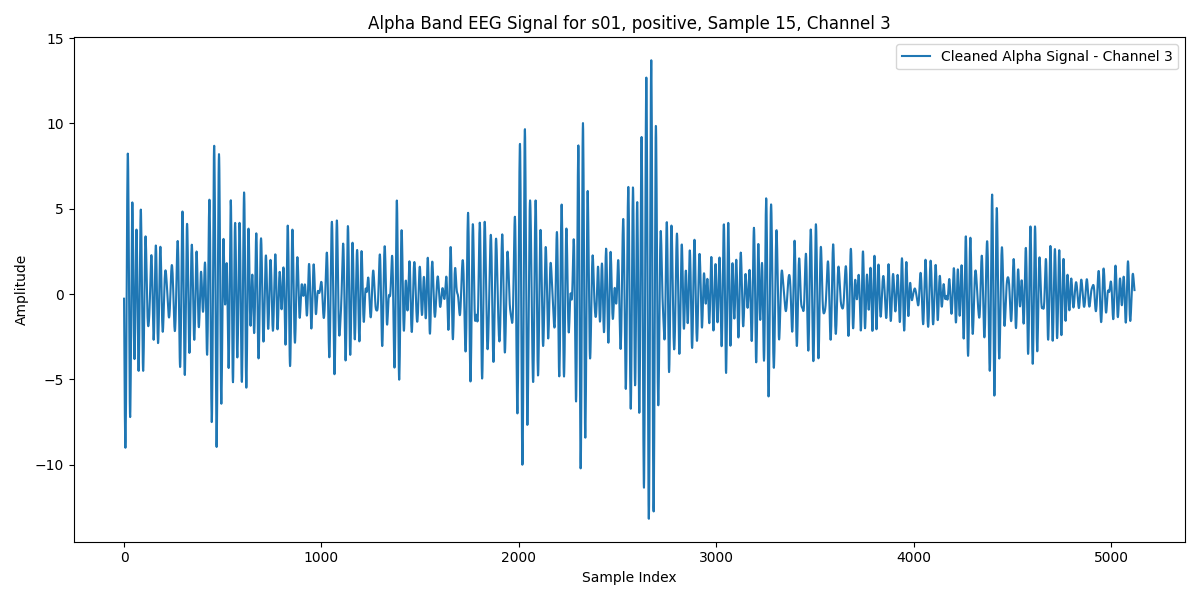 Alpha Band EEG Signal for s01, positive, Sample 15, Channel 3
Cleaned Alpha Signal - Channel 3
Amplitude
15
10
5
0
−5
−10
0 1000 2000 3000 4000 5000
Sample Index